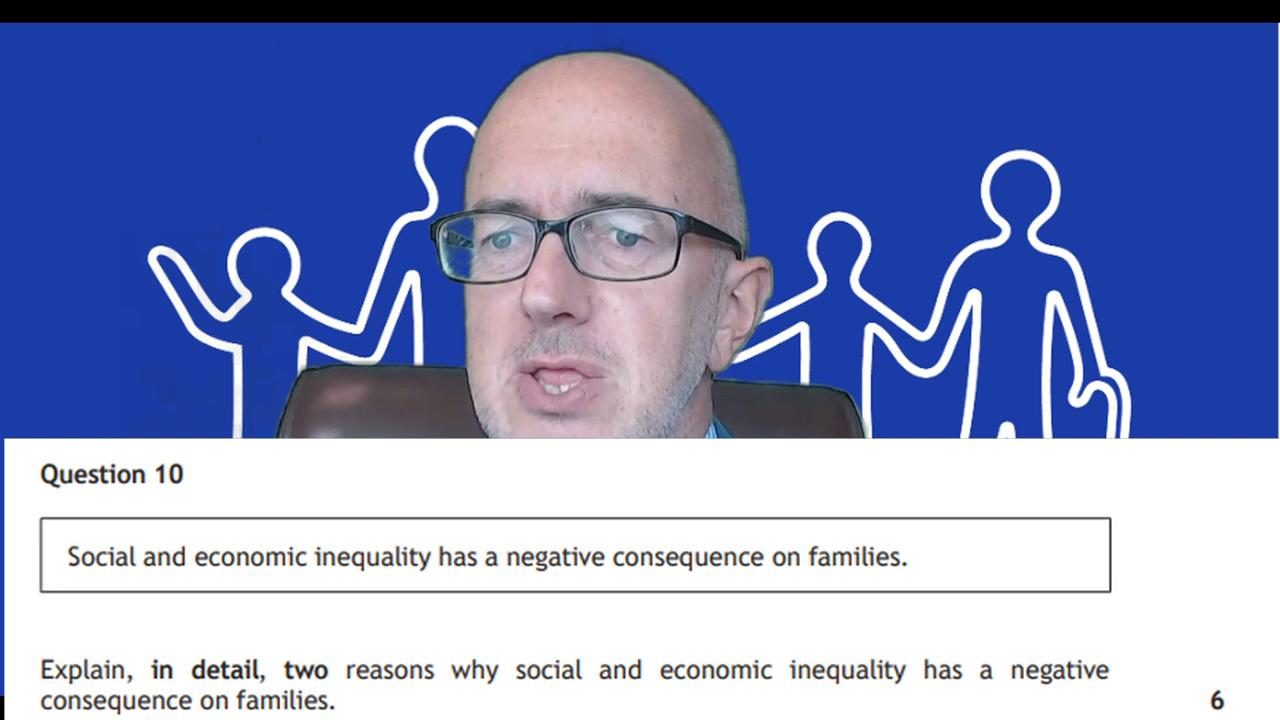 Question 10
Social and economic inequality has a negative consequence on families.
Explain, in detail, two reasons why social and economic inequality has a negative
consequence on families.
6